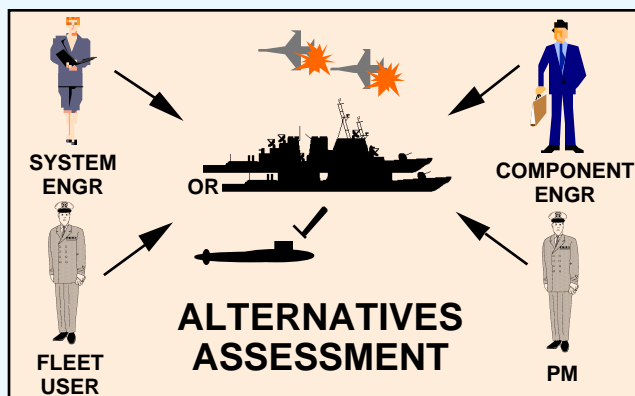 SYSTEM
ENGR
OR
COMPONENT
ENGR
FLEET
USER
ALTERNATIVES
ASSESSMENT
PM